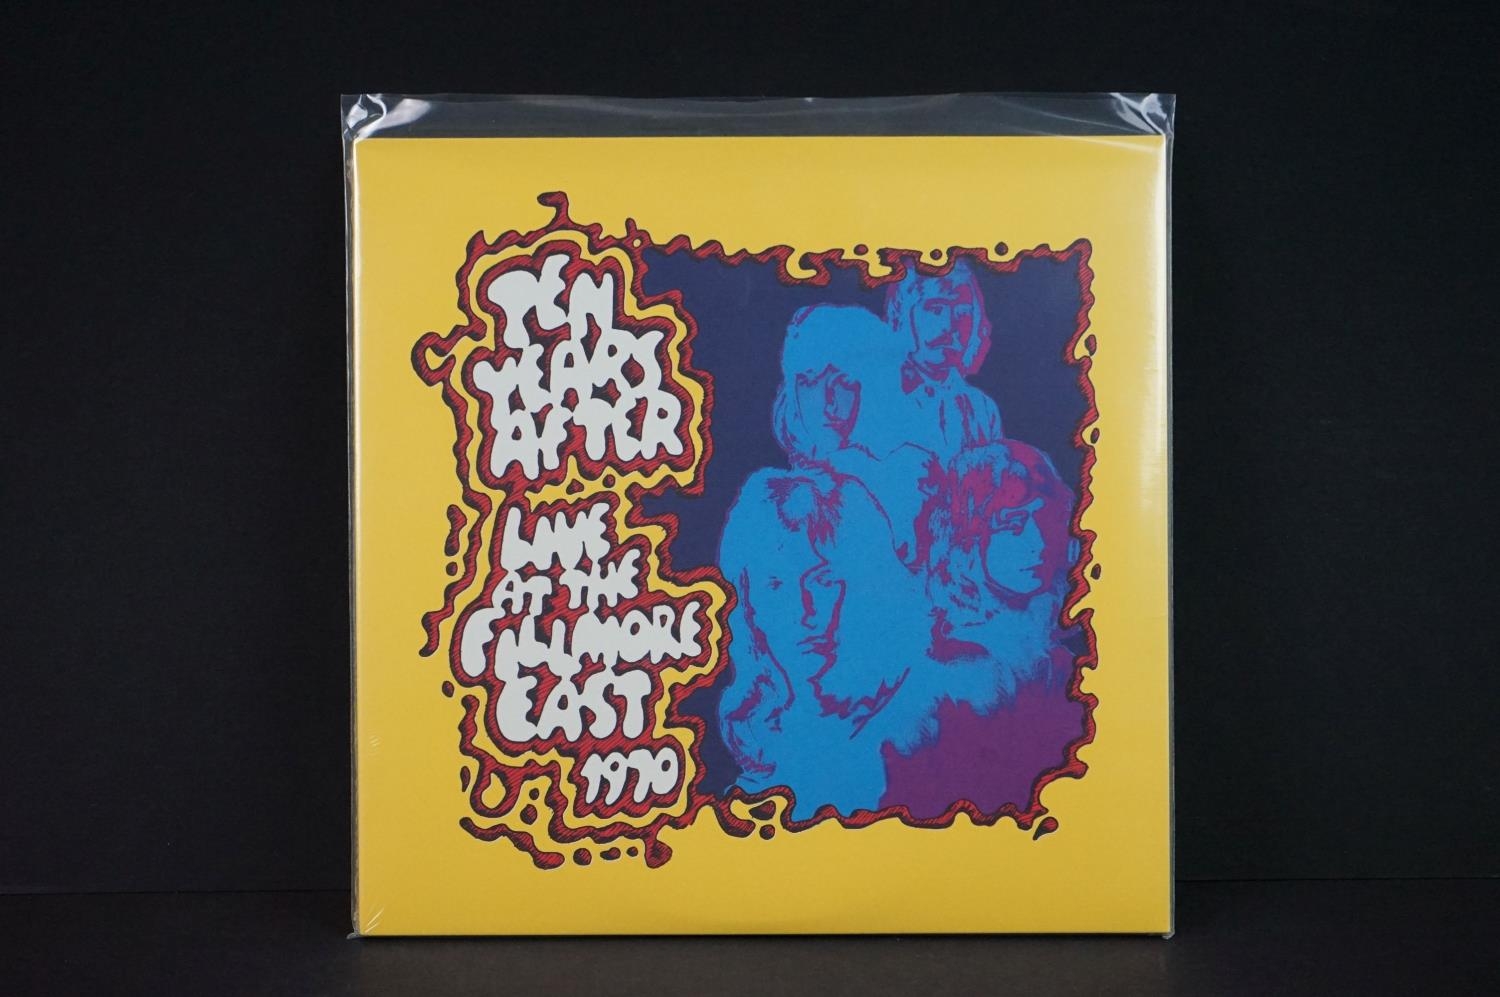 TEN
YEARS
AFTER
LIVE
AT THE
FILLMORE
EAST
1970